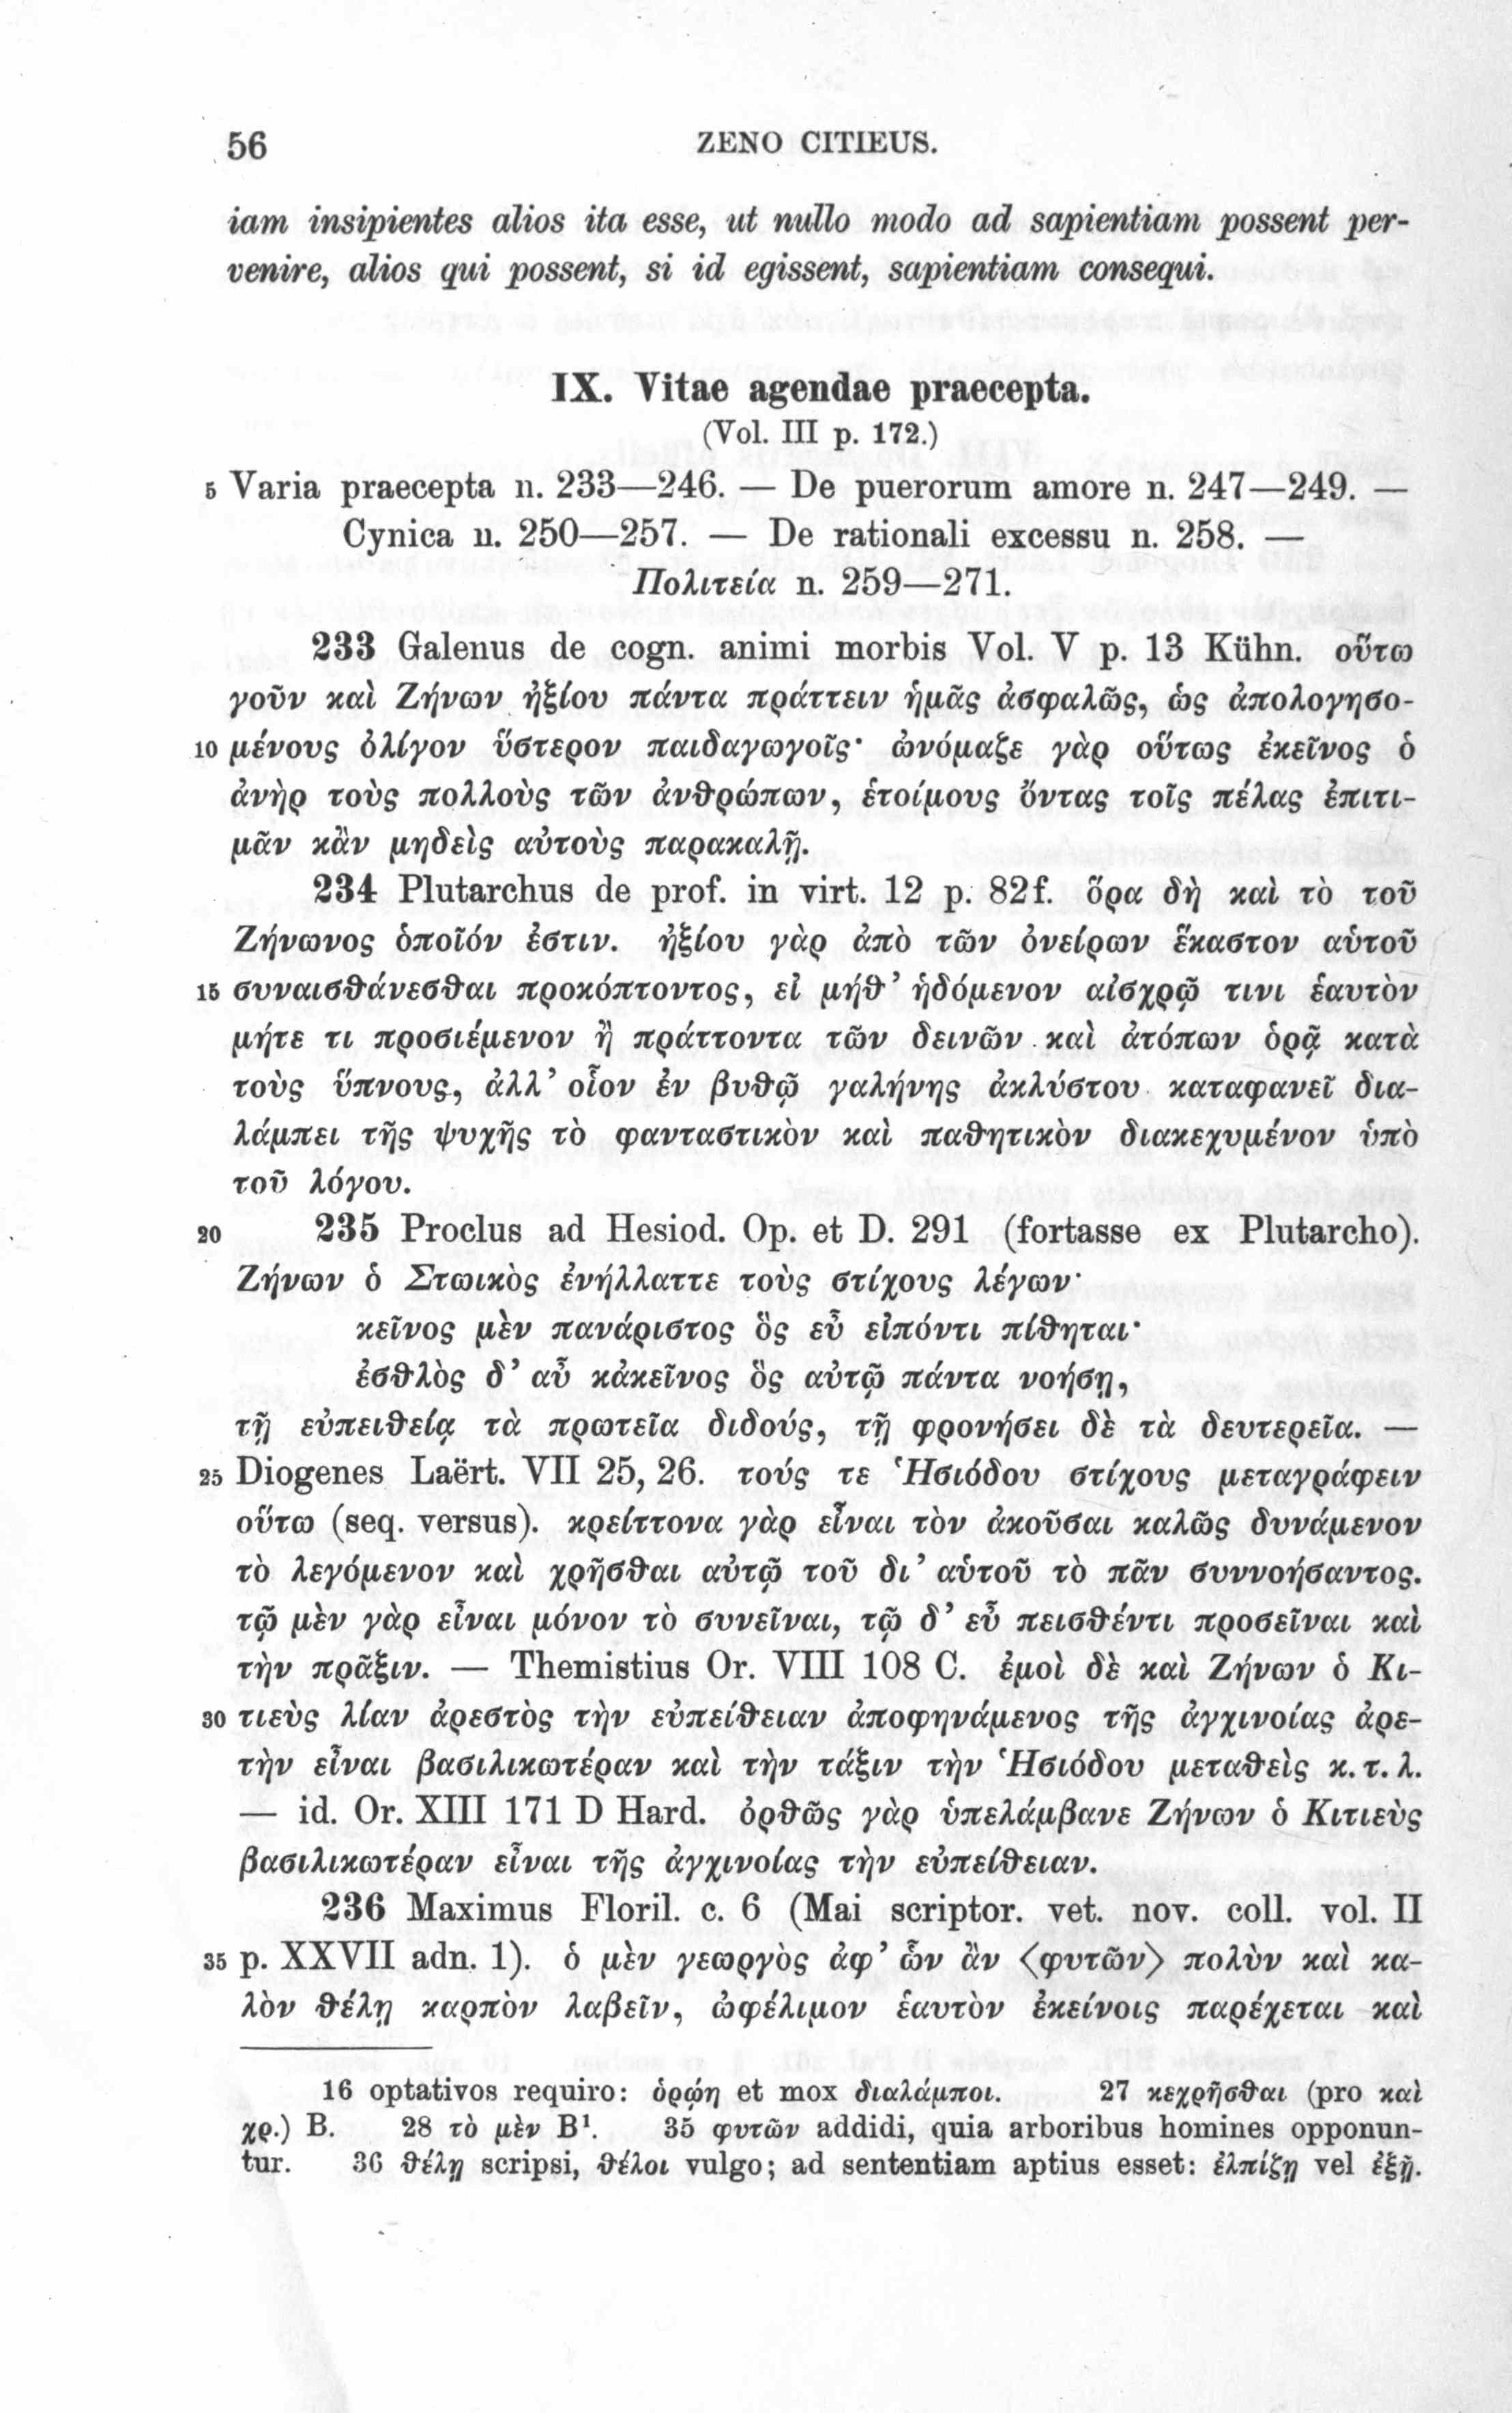 56 ZENO CITIEUS.
iam insipientes alios ita esse, ut nullo modo ad sapientiam possent per-
venire, alios qui possent, si id egissent, sapientiam consequi.
IX. Vitae agendae praecepta.
(Vol. III p. 172.)
5 Varia praecepta n. 233—246. — De puerorum amore n. 247—249. —
Cynica n. 250—257. — De rationali excessu n. 258. —
Πολιτεία n. 259—271.
233 Galenus de cogn. animi morbis Vol. V p. 13 Kühn. οὕτω
γοῦν καὶ Ζήνων ἠξίου πάντα πράττειν ἡμᾶς ἀσφαλῶς, ὡς ἀπολογησο-
10 μένους ὀλίγον ὕστερον παιδαγωγοῖς· ὠνόμαζε γὰρ οὕτως ἐκεῖνος ὁ
ἀνὴρ τοὺς πολλοὺς τῶν ἀνθρώπων, ἑτοίμους ὄντας τοῖς πέλας ἐπιτι-
μᾶν κἂν μηδεὶς αὐτοὺς παρακαλῇ.
234 Plutarchus de prof. in virt. 12 p. 82f. ὅρα δὴ καὶ τὸ τοῦ
Ζήνωνος ὁποῖόν ἐστιν. ἠξίου γὰρ ἀπὸ τῶν ὀνείρων ἕκαστον αὑτοῦ
15 συναισθάνεσθαι προκόπτοντος, εἰ μήθ’ ἡδόμενον αἰσχρῷ τινι ἑαυτὸν
μήτε τι προσιέμενον ἢ πράττοντα τῶν δεινῶν καὶ ἀτόπων ὁρᾷ κατὰ
τοὺς ὕπνους, ἀλλ’ οἷον ἐν βυθῷ γαλήνης ἀκλύστου καταφανεῖ δια-
λάμπει τῆς ψυχῆς τὸ φανταστικὸν καὶ παθητικὸν διακεχυμένον ὑπὸ
τοῦ λόγου.
20 235 Proclus ad Hesiod. Op. et D. 291 (fortasse ex Plutarcho).
Ζήνων ὁ Στωικὸς ἐνήλλαττε τοὺς στίχους λέγων·
κεῖνος μὲν πανάριστος ὃς εὖ εἰπόντι πίθηται·
ἐσθλὸς δ’ αὖ κἀκεῖνος ὃς αὐτῷ πάντα νοήσῃ,
τῇ εὐπειθείᾳ τὰ πρωτεῖα διδούς, τῇ φρονήσει δὲ τὰ δευτερεῖα. —
25 Diogenes Laërt. VII 25, 26. τούς τε Ἡσιόδου στίχους μεταγράφειν
οὕτω (seq. versus). κρείττονα γὰρ εἶναι τὸν ἀκοῦσαι καλῶς δυνάμενον
τὸ λεγόμενον καὶ χρῆσθαι αὐτῷ τοῦ δι’ αὑτοῦ τὸ πᾶν συννοήσαντος.
τῷ μὲν γὰρ εἶναι μόνον τὸ συνεῖναι, τῷ δ’ εὖ πεισθέντι προσεῖναι καὶ
τὴν πρᾶξιν. — Themistius Or. VIII 108 C. ἐμοὶ δὲ καὶ Ζήνων ὁ Κι-
30 τιεὺς λίαν ἀρεστὸς τὴν εὐπείθειαν ἀποφηνάμενος τῆς ἀγχινοίας ἀρε-
τὴν εἶναι βασιλικωτέραν καὶ τὴν τάξιν τὴν Ἡσιόδου μεταθεὶς κ. τ. λ.
— id. Or. XIII 171 D Hard. ὀρθῶς γὰρ ὑπελάμβανε Ζήνων ὁ Κιτιεὺς
βασιλικωτέραν εἶναι τῆς ἀγχινοίας τὴν εὐπείθειαν.
236 Maximus Floril. c. 6 (Mai scriptor. vet. nov. coll. vol. II
35 p. XXVII adn. 1). ὁ μὲν γεωργὸς ἀφ’ ὧν ἂν ⟨φυτῶν⟩ πολὺν καὶ κα-
λὸν θέλῃ καρπὸν λαβεῖν, ὠφέλιμον ἑαυτὸν ἐκείνοις παρέχεται καὶ
16 optativos requiro: ὁρῴη et mox διαλάμποι. 27 κεχρῆσθαι (pro καὶ
χρ.) B. 28 τὸ μὲν B¹. 35 φυτῶν addidi, quia arboribus homines opponun-
tur. 36 θέλῃ scripsi, θέλοι vulgo; ad sententiam aptius esset: ἐλπίζῃ vel ἐξῇ.